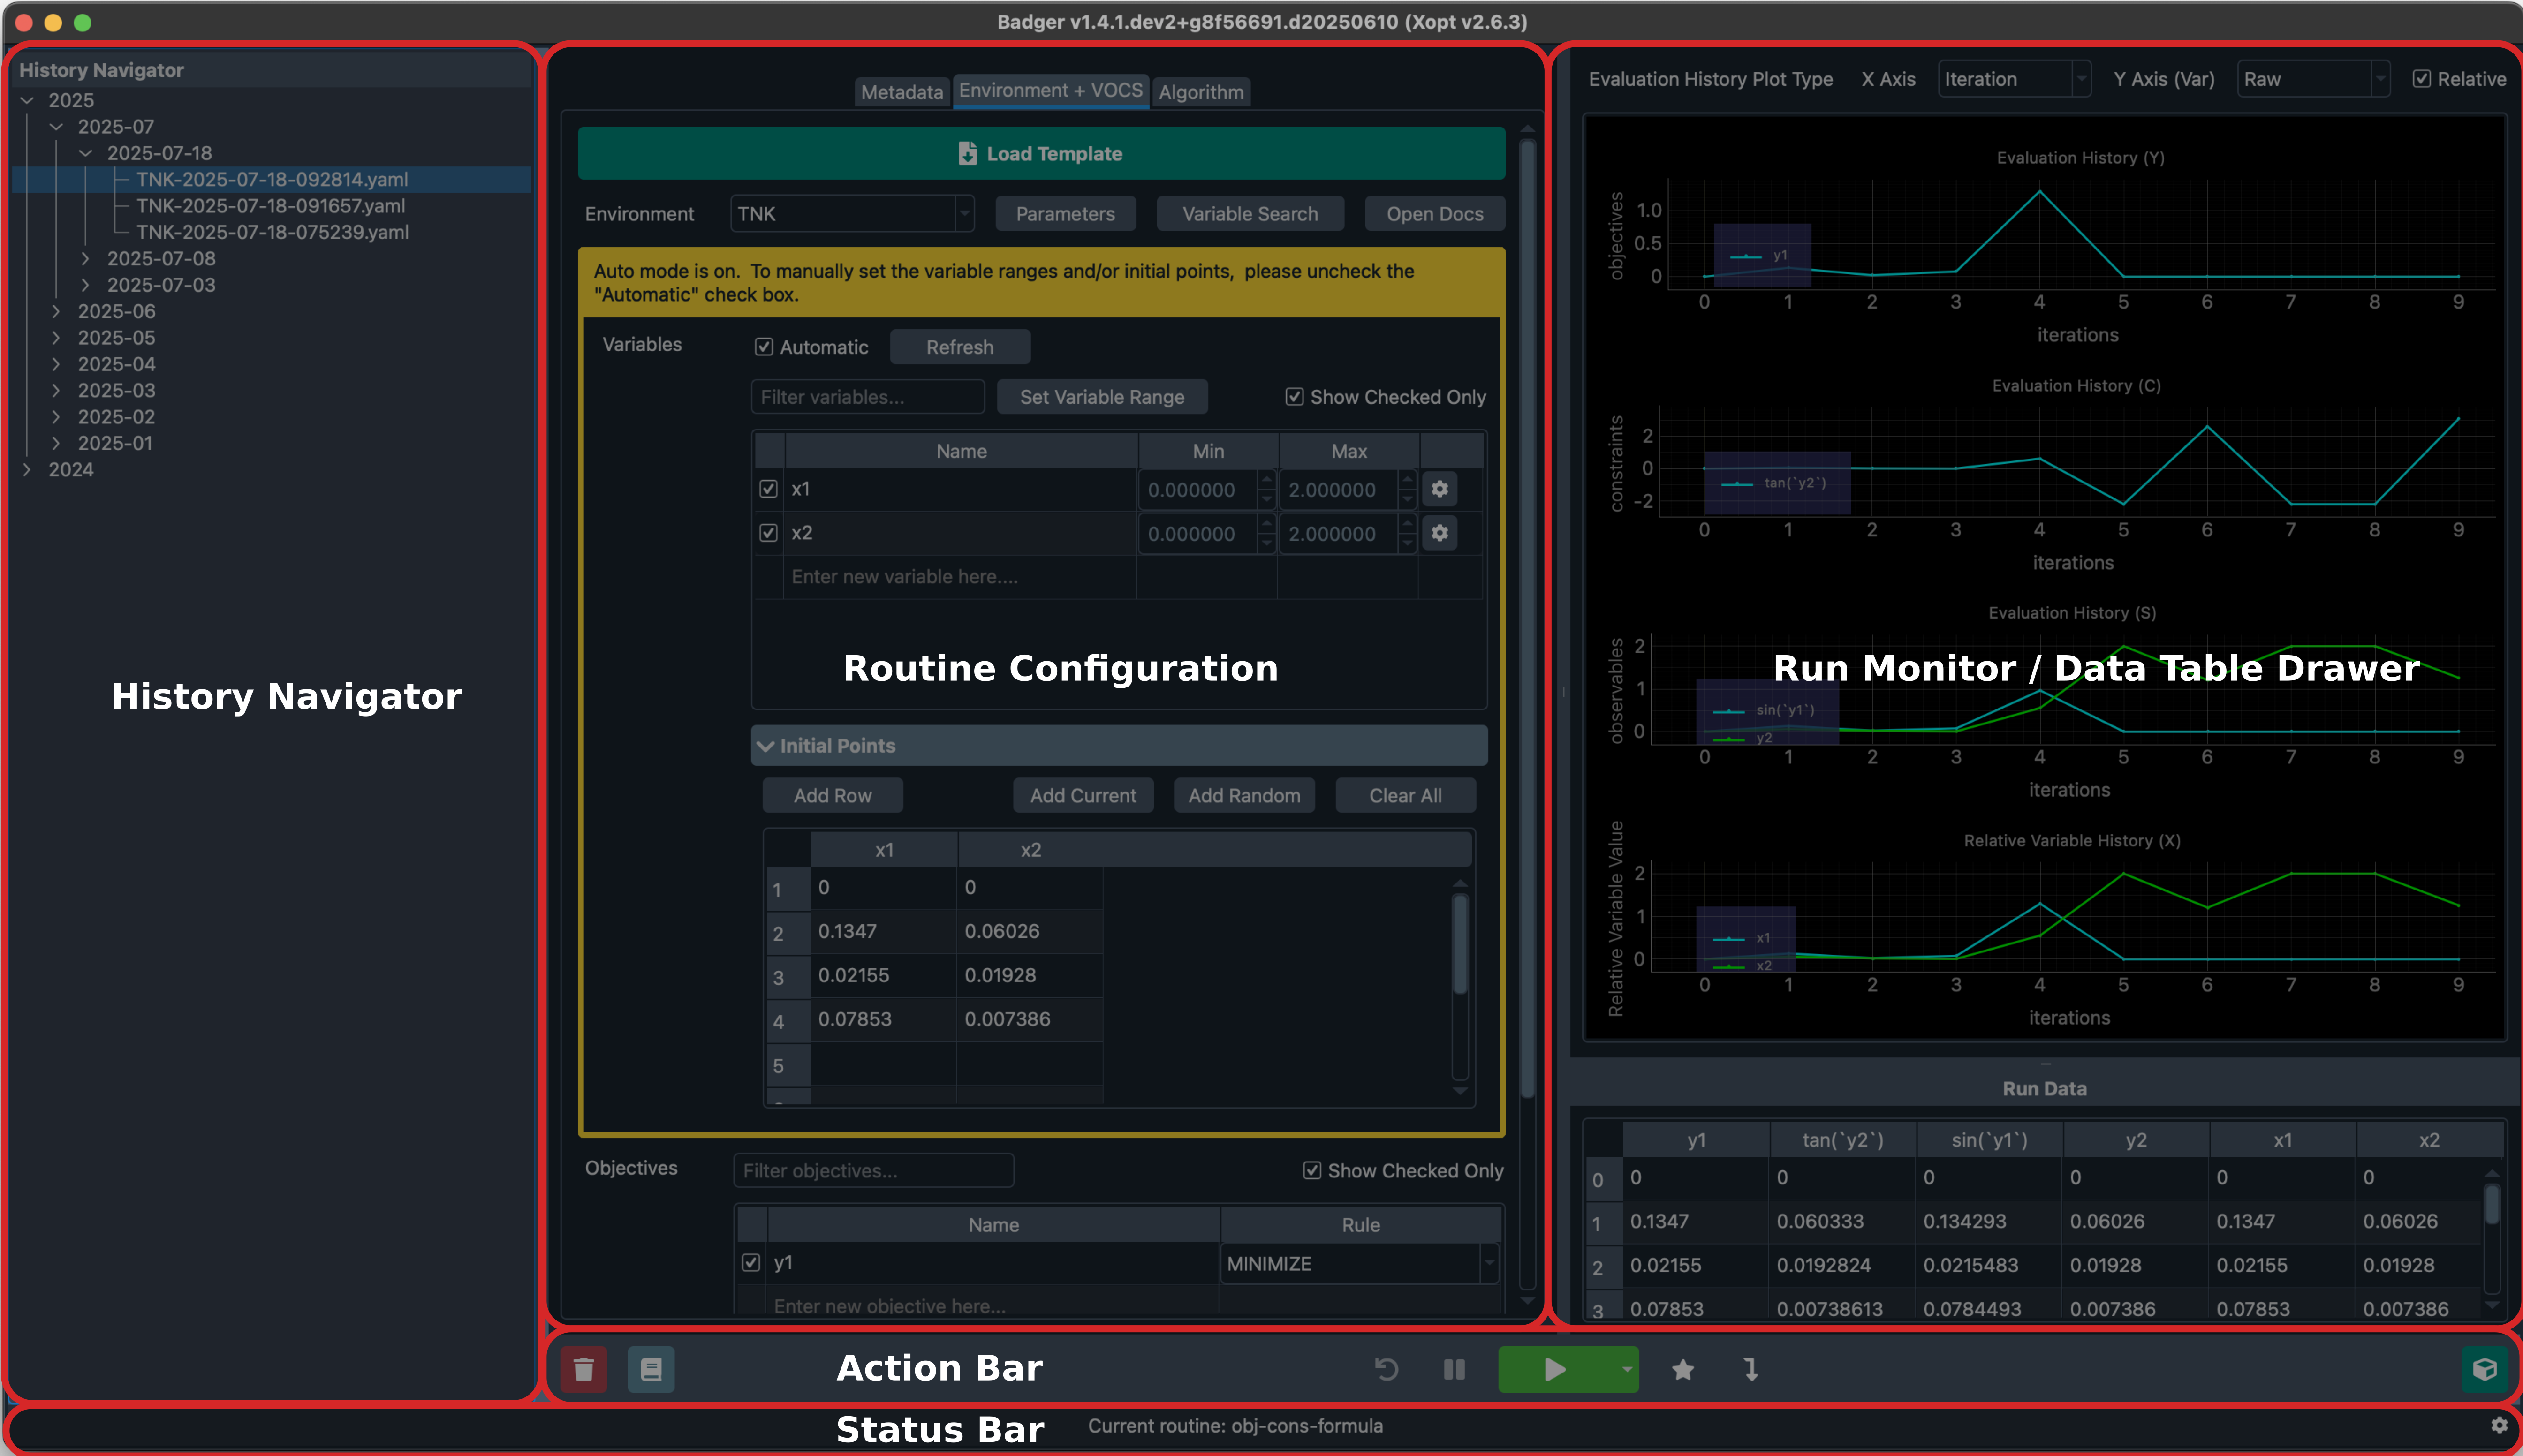 Badger v1.4.1.dev2+g8f56691.d20250610 (Xopt v2.6.3)
History Navigator
2025
2025-07
2025-07-18
TNK-2025-07-18-092814.yaml
TNK-2025-07-18-091657.yaml
TNK-2025-07-18-075239.yaml
2025-07-08
2025-07-03
2025-06
2025-05
2025-04
2025-03
2025-02
2025-01
2024
History Navigator
Metadata Environment + VOCS Algorithm
Load Template
Environment TNK Parameters Variable Search Open Docs
Auto mode is on. To manually set the variable ranges and/or initial points, please uncheck the
"Automatic" check box.
Variables Automatic Refresh
Filter variables... Set Variable Range Show Checked Only
Name Min Max
x1 0.000000 2.000000
x2 0.000000 2.000000
Enter new variable here....
Routine Configuration
Initial Points
Add Row Add Current Add Random Clear All
x1 x2
1 0 0
2 0.1347 0.06026
3 0.02155 0.01928
4 0.07853 0.007386
5
Objectives Filter objectives... Show Checked Only
Name Rule
y1 MINIMIZE
Enter new objective here...
Evaluation History Plot Type X Axis Iteration Y Axis (Var) Raw Relative
Evaluation History (Y)
objectives
1.0
0.5
0
y1
0 1 2 3 4 5 6 7 8 9
iterations
Evaluation History (C)
constraints
2
0
-2
tan(`y2`)
0 1 2 3 4 5 6 7 8 9
iterations
Evaluation History (S)
observables
2
1
0
Run Monitor / Data Table Drawer
sin(`y1`)
y2
0 1 2 3 4 5 6 7 8 9
iterations
Relative Variable History (X)
Relative Variable Value
2
1
0
x1
x2
0 1 2 3 4 5 6 7 8 9
iterations
Run Data
y1 tan(`y2`) sin(`y1`) y2 x1 x2
0 0 0 0 0 0 0
1 0.1347 0.060333 0.134293 0.06026 0.1347 0.06026
2 0.02155 0.0192824 0.0215483 0.01928 0.02155 0.01928
3 0.07853 0.00738613 0.0784493 0.007386 0.07853 0.007386
Action Bar
Status Bar
Current routine: obj-cons-formula